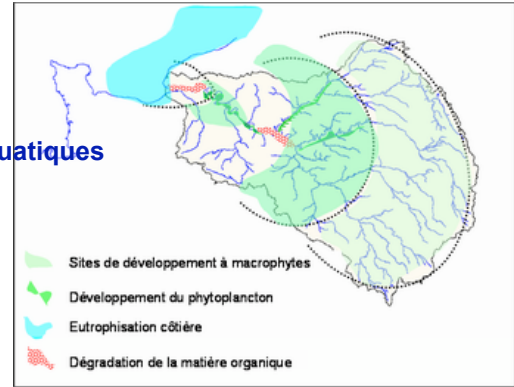 uatiques
Sites de développement à macrophytes
Développement du phytoplancton
Eutrophisation côtière
Dégradation de la matière organique